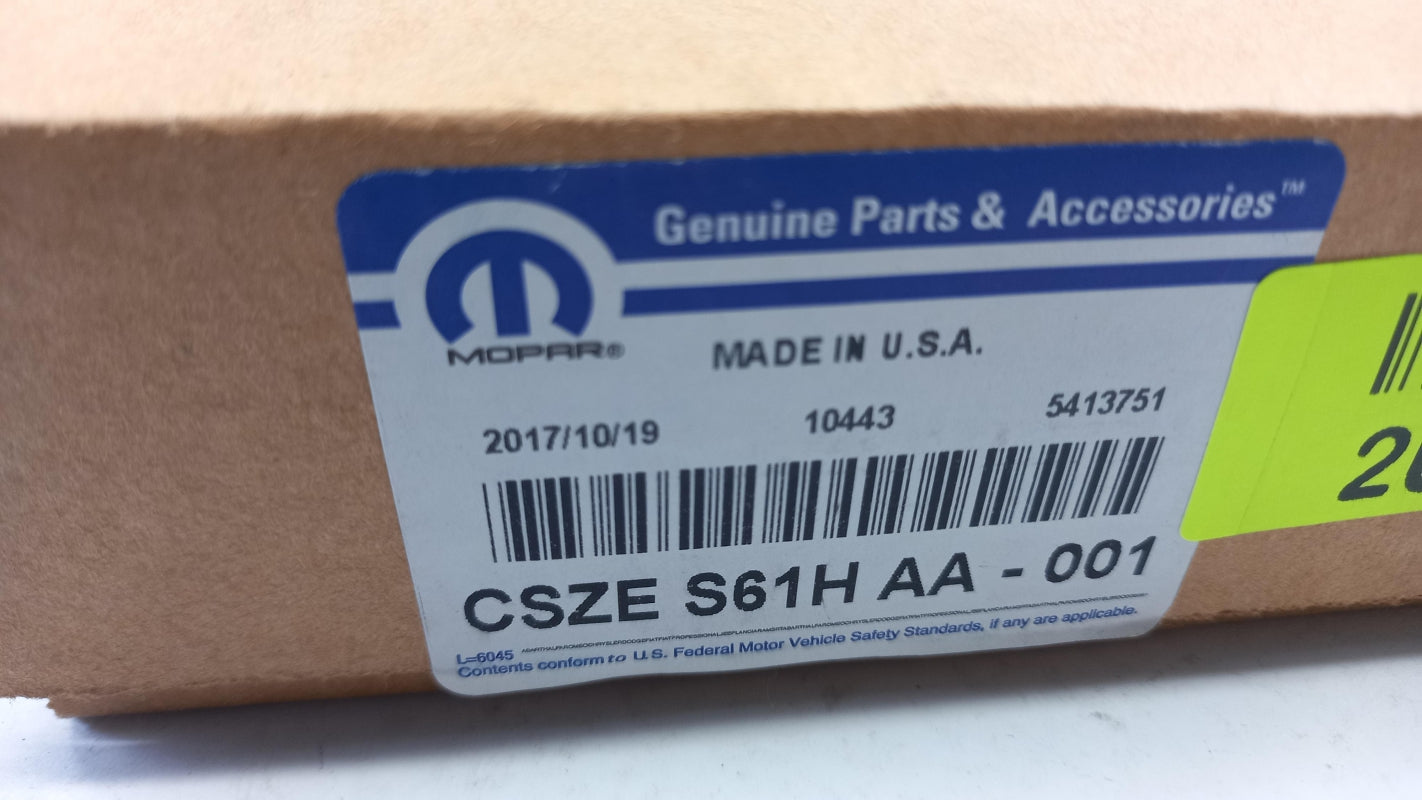 Genuine Parts & Accessories™
MOPAR®
MADE IN U.S.A.
2017/10/19 10443 5413751
CSZE S61H AA - 001
L=6045
Contents conform to U.S. Federal Motor Vehicle Safety Standards, if any are applicable.